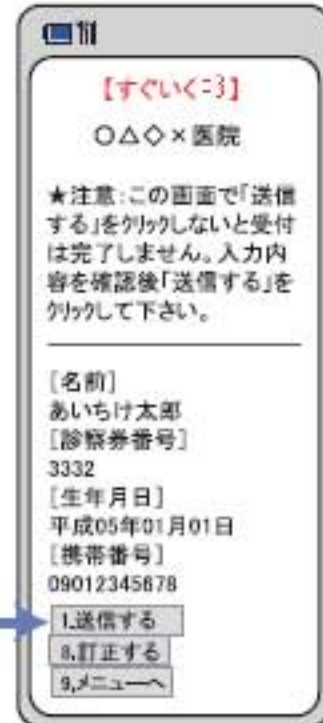 【すぐいくﾆ3】
○△◇×医院
★注意:この画面で「送信
する」をｸﾘｯｸしないと受付
は完了しません。入力内
容を確認後「送信する」を
ｸﾘｯｸして下さい。
[名前]
あいちけ太郎
[診察券番号]
3332
[生年月日]
平成05年01月01日
[携帯番号]
09012345678
1,送信する
8,訂正する
9,ﾒﾆｭｰへ